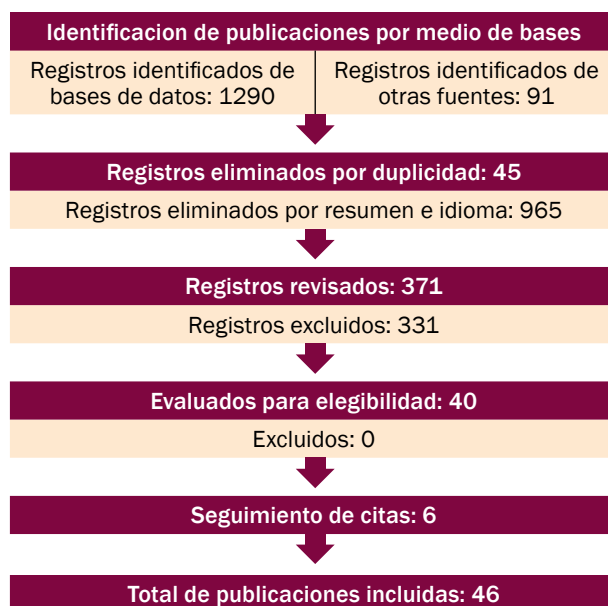 Identificacion de publicaciones por medio de bases
Registros identificados de
bases de datos: 1290
Registros identificados de
otras fuentes: 91
Registros eliminados por duplicidad: 45
Registros eliminados por resumen e idioma: 965
Registros revisados: 371
Registros excluidos: 331
Evaluados para elegibilidad: 40
Excluidos: 0
Seguimiento de citas: 6
Total de publicaciones incluidas: 46